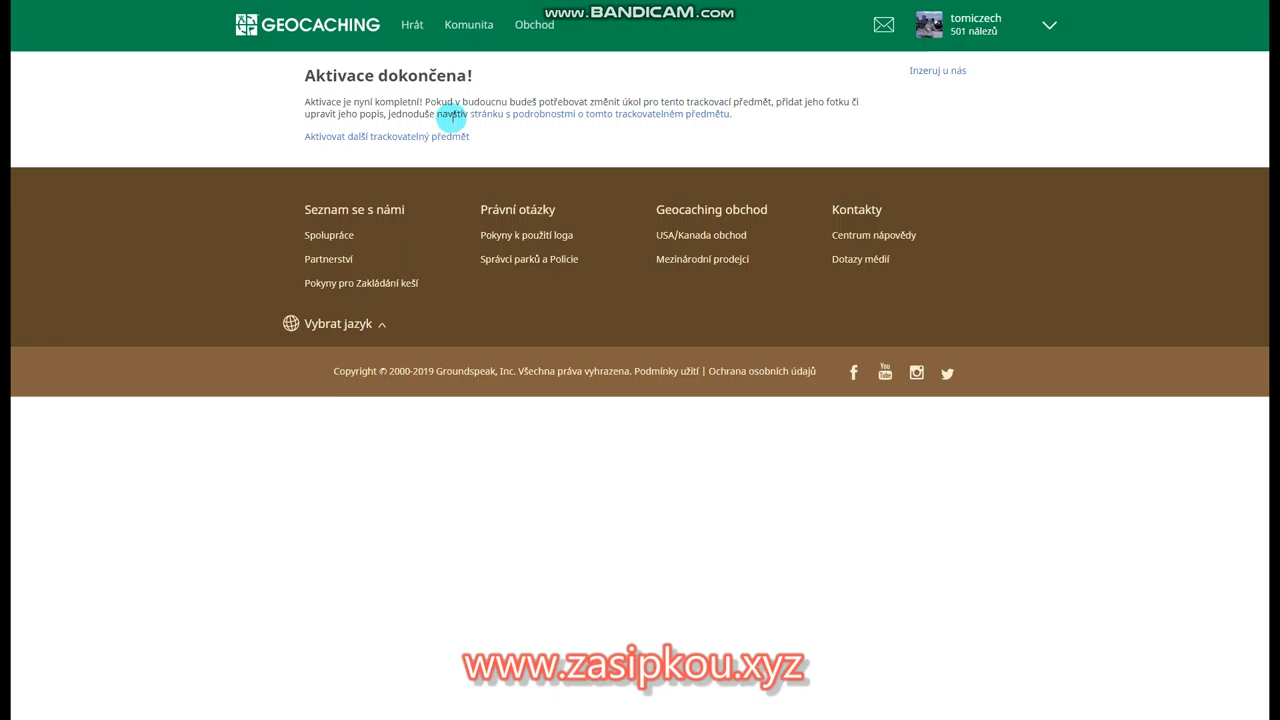 www.BANDICAM.com
GEOCACHING Hrát Komunita Obchod
tomiczech
501 nálezů
Inzeruj u nás
Aktivace dokončena!
Aktivace je nyní kompletní! Pokud v budoucnu budeš potřebovat změnit úkol pro tento trackovací předmět, přidat jeho fotku či
upravit jeho popis, jednoduše navštiv stránku s podrobnostmi o tomto trackovatelném předmětu.
Aktivovat další trackovatelný předmět
Seznam se s námi
Spolupráce
Partnerství
Pokyny pro Zakládání keší
Právní otázky
Pokyny k použití loga
Správci parků a Policie
Geocaching obchod
USA/Kanada obchod
Mezinárodní prodejci
Kontakty
Centrum nápovědy
Dotazy médií
Vybrat jazyk
Copyright © 2000-2019 Groundspeak, Inc. Všechna práva vyhrazena. Podmínky užití | Ochrana osobních údajů
You
Tube
www.zasipkou.xyz